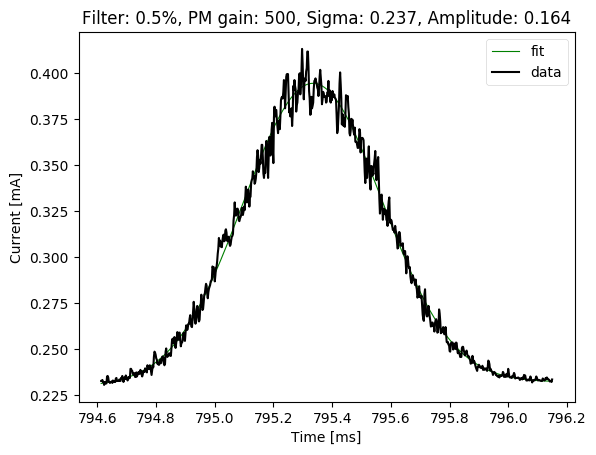 Filter: 0.5%, PM gain: 500, Sigma: 0.237, Amplitude: 0.164
fit
data
0.400
0.375
0.350
0.325
0.300
0.275
0.250
0.225
Current [mA]
794.6 794.8 795.0 795.2 795.4 795.6 795.8 796.0 796.2
Time [ms]